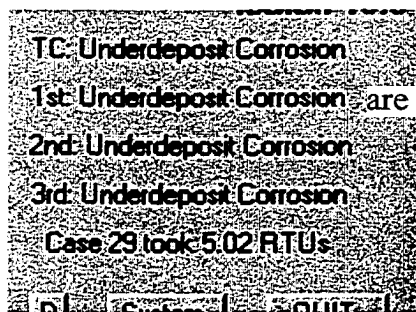 TC: Underdeposit Corrosion
1st: Underdeposit Corrosion are
2nd: Underdeposit Corrosion
3rd: Underdeposit Corrosion
Case 29 took 5.02 RTUs
System QUIT